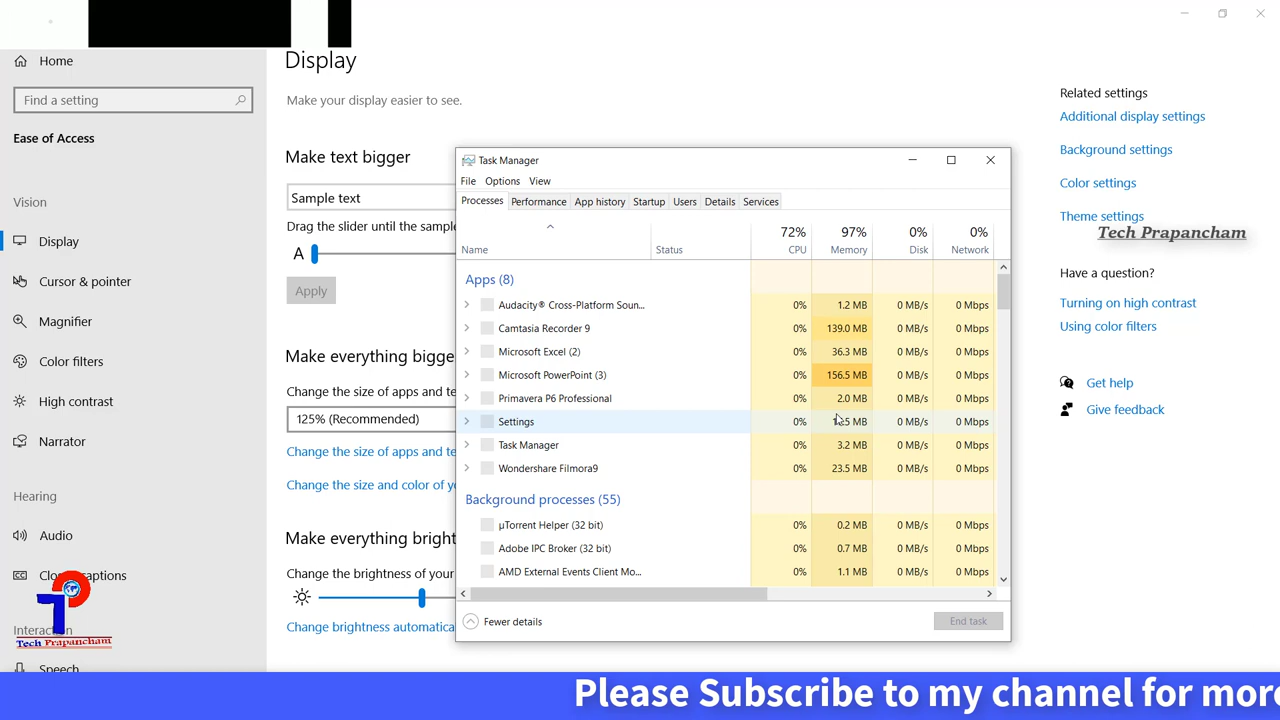 Home
Find a setting
Ease of Access
Vision
Display
Cursor & pointer
Magnifier
Color filters
High contrast
Narrator
Hearing
Audio
Interaction
Tech Prapancham
Speech
Display
Make your display easier to see.
Make text bigger
Sample text
Drag the slider until the sample
A
Apply
Make everything bigge
Change the size of apps and te
125% (Recommended)
Change the size of apps and te
Change the size and color of yo
Make everything bright
Change the brightness of your
Change brightness automatica
Task Manager
File Options View
Processes Performance App history Startup Users Details Services
72% 97% 0% 0%
Name Status CPU Memory Disk Network
Apps (8)
Audacity® Cross-Platform Soun... 0% 1.2 MB 0 MB/s 0 Mbps
Camtasia Recorder 9 0% 139.0 MB 0 MB/s 0 Mbps
Microsoft Excel (2) 0% 36.3 MB 0 MB/s 0 Mbps
Microsoft PowerPoint (3) 0% 156.5 MB 0 MB/s 0 Mbps
Primavera P6 Professional 0% 2.0 MB 0 MB/s 0 Mbps
Settings 0% MB 0 MB/s 0 Mbps
Task Manager 0% 3.2 MB 0 MB/s 0 Mbps
Wondershare Filmora9 0% 23.5 MB 0 MB/s 0 Mbps
Background processes (55)
µTorrent Helper (32 bit) 0% 0.2 MB 0 MB/s 0 Mbps
Adobe IPC Broker (32 bit) 0% 0.7 MB 0 MB/s 0 Mbps
AMD External Events Client Mo... 0% 1.1 MB 0 MB/s 0 Mbps
Fewer details
End task
Related settings
Additional display settings
Background settings
Color settings
Theme settings
Tech Prapancham
Have a question?
Turning on high contrast
Using color filters
Get help
Give feedback
Please Subscribe to my channel for more